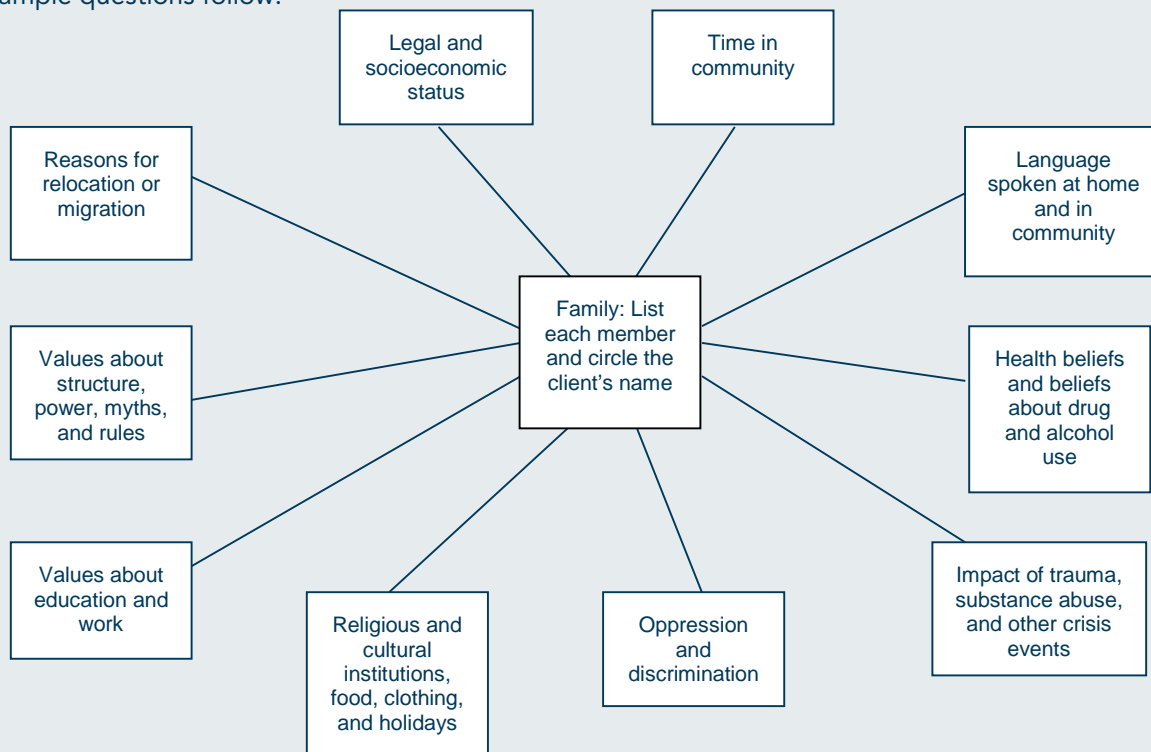 ample questions follow.
Legal and
socioeconomic
status
Time in
community
Reasons for
relocation or
migration
Language
spoken at home
and in
community
Family: List
each member
and circle the
client’s name
Values about
structure,
power, myths,
and rules
Health beliefs
and beliefs
about drug
and alcohol
use
Values about
education and
work
Religious and
cultural
institutions,
food, clothing,
and holidays
Oppression
and
discrimination
Impact of trauma,
substance abuse,
and other crisis
events